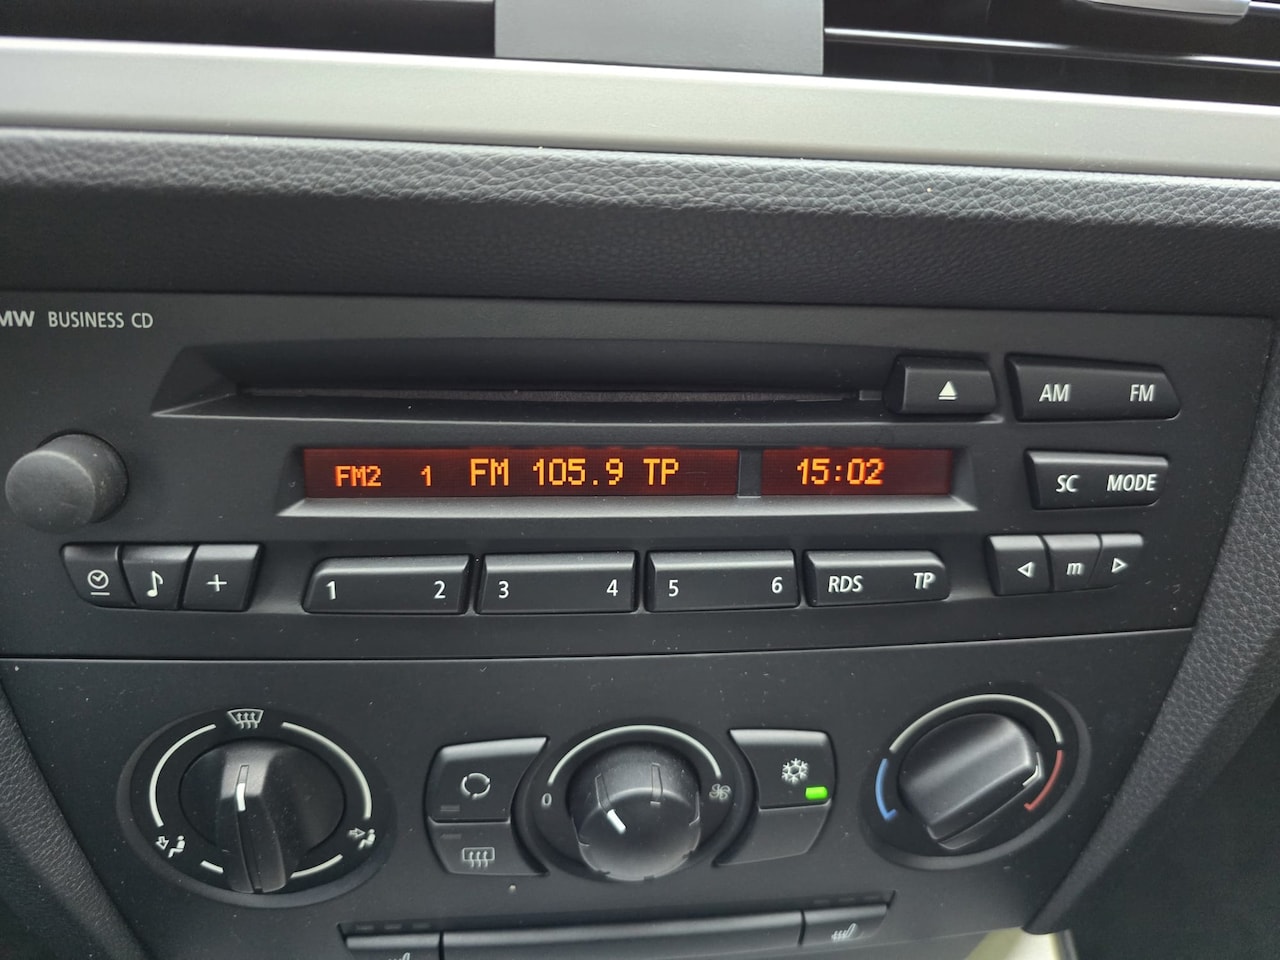 MW BUSINESS CD
AM FM
FM2 1 FM 105.9 TP 15:02
SC MODE
+ 1 2 3 4 5 6 RDS TP m
0